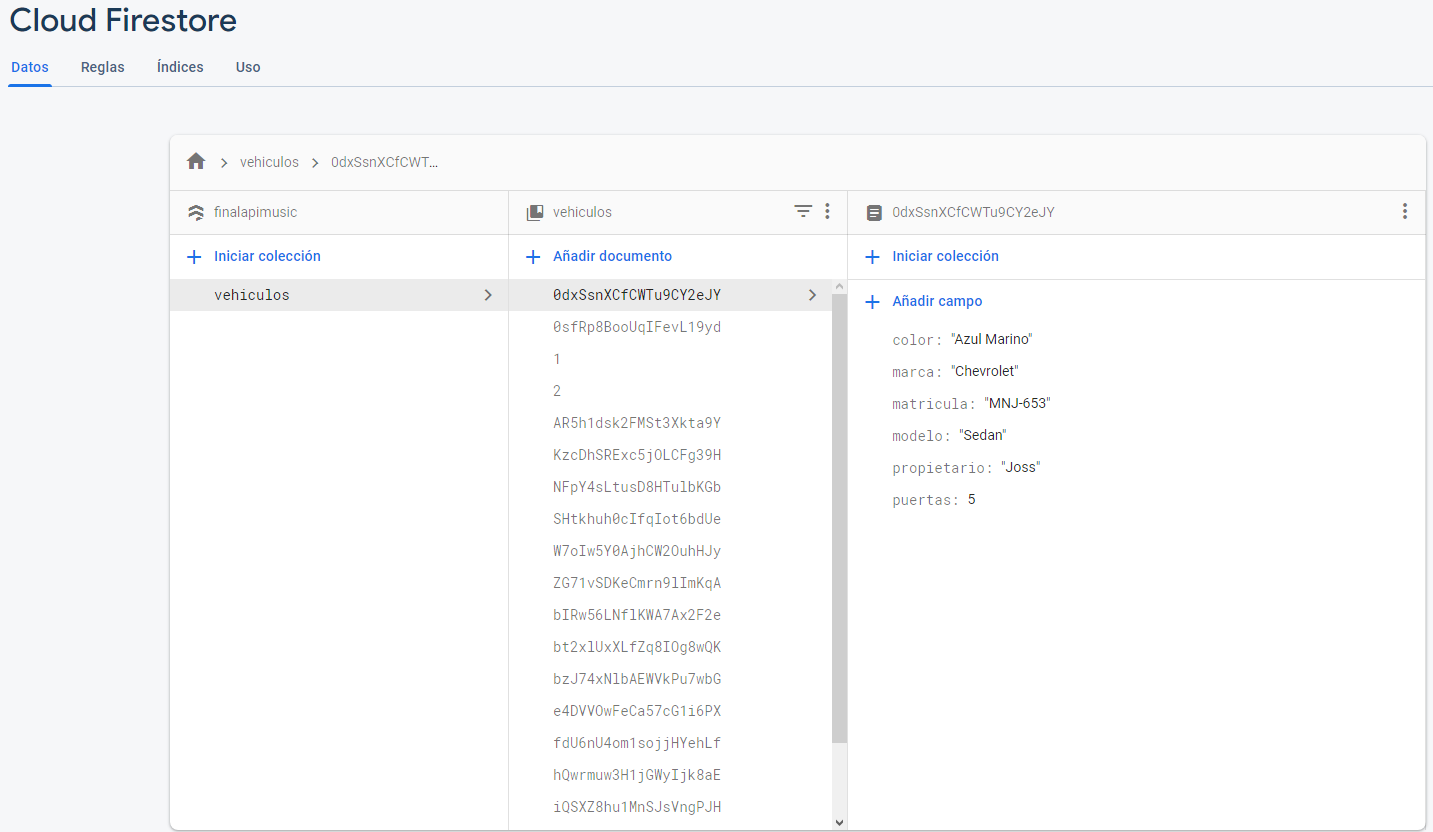 Cloud Firestore
Datos Reglas Índices Uso
vehiculos 0dxSsnXCfCWT...
finalapimusic
Iniciar colección
vehiculos
vehiculos
Añadir documento
0dxSsnXCfCWTu9CY2eJY
0sfRp8BooUqIFevL19yd
1
2
AR5h1dsk2FMSt3Xkta9Y
KzcDhSRExc5jOLCFg39H
NFpY4sLtusD8HTulbKGb
SHtkhuh0cIfqIot6bdUe
W7oIw5Y0AjhCW2OuhHJy
ZG71vSDKeCmrn9lImKqA
bIRw56LNflKWA7Ax2F2e
bt2xlUxXLfZq8IOg8wQK
bzJ74xNlbAEWVkPu7wbG
e4DVVOwFeCa57cG1i6PX
fdU6nU4om1sojjHYehLf
hQwrmuw3H1jGWyIjk8aE
iQSXZ8hu1MnSJsVngPJH
0dxSsnXCfCWTu9CY2eJY
Iniciar colección
Añadir campo
color: "Azul Marino"
marca: "Chevrolet"
matricula: "MNJ-653"
modelo: "Sedan"
propietario: "Joss"
puertas: 5